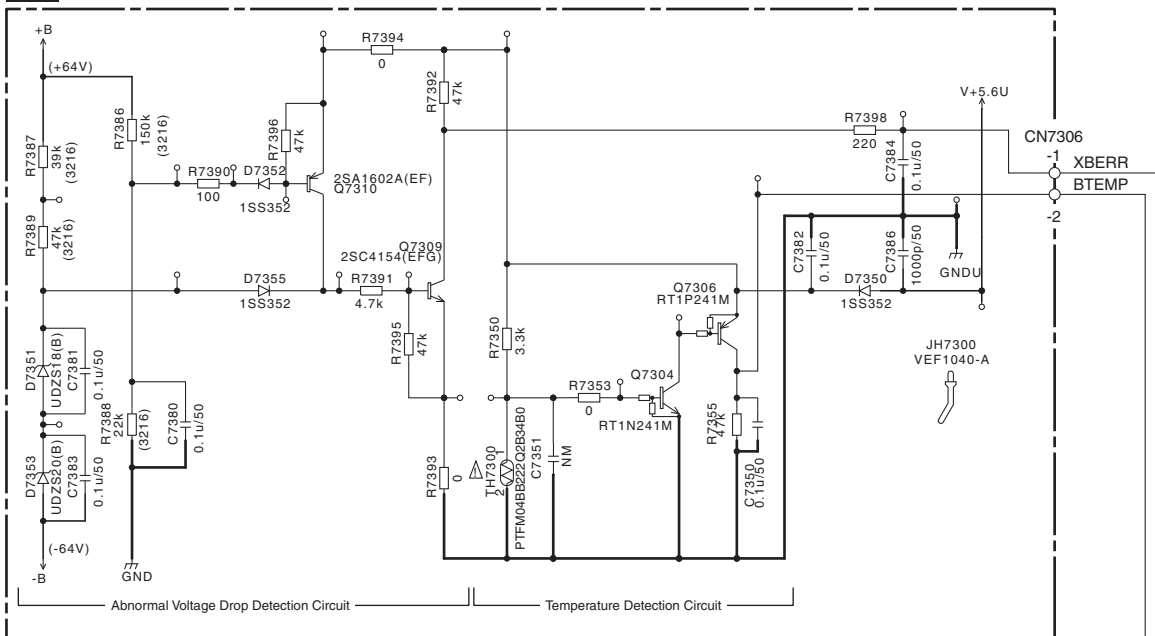 +B
(+64V)
R7394
0
R7392
47k
R7386
150k
(3216)
R7396
47k
R7387
39k
(3216)
R7390
100
D7352
1SS352
2SA1602A(EF)
Q7310
R7398
220
C7384
0.1u/50
V+5.6U
CN7306
-1
XBERR
BTEMP
-2
R7389
47k
(3216)
Q7309
2SC4154(EFG)
D7355
1SS352
R7391
4.7k
C7382
0.1u/50
C7386
1000p/50
GNDU
D7350
1SS352
Q7306
RT1P241M
R7395
47k
R7350
3.3k
D7351
UDZS18(B)
C7381
0.1u/50
JH7300
VEF1040-A
Q7304
R7353
0
RT1N241M
R7388
22k
(3216)
C7380
0.1u/50
R7355
47k
C7350
0.1u/50
D7353
UDZS20(B)
C7383
0.1u/50
R7393
0
TH7300
1
2
PTFM04BB222Q2B34B0
C7351
NM
(-64V)
-B
GND
Abnormal Voltage Drop Detection Circuit
Temperature Detection Circuit